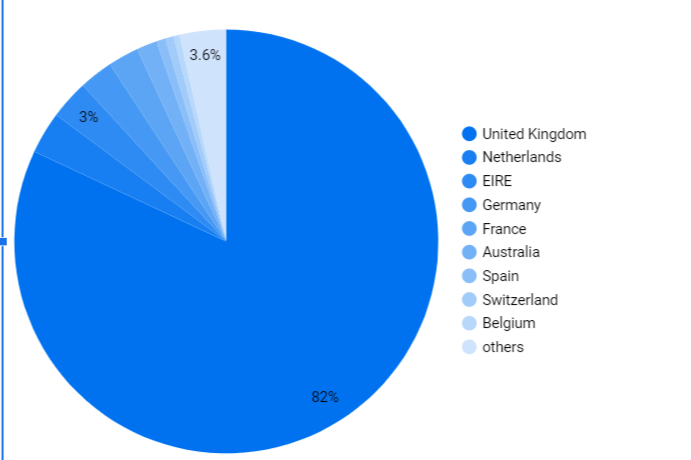 3.6%
3%
82%
United Kingdom
Netherlands
EIRE
Germany
France
Australia
Spain
Switzerland
Belgium
others